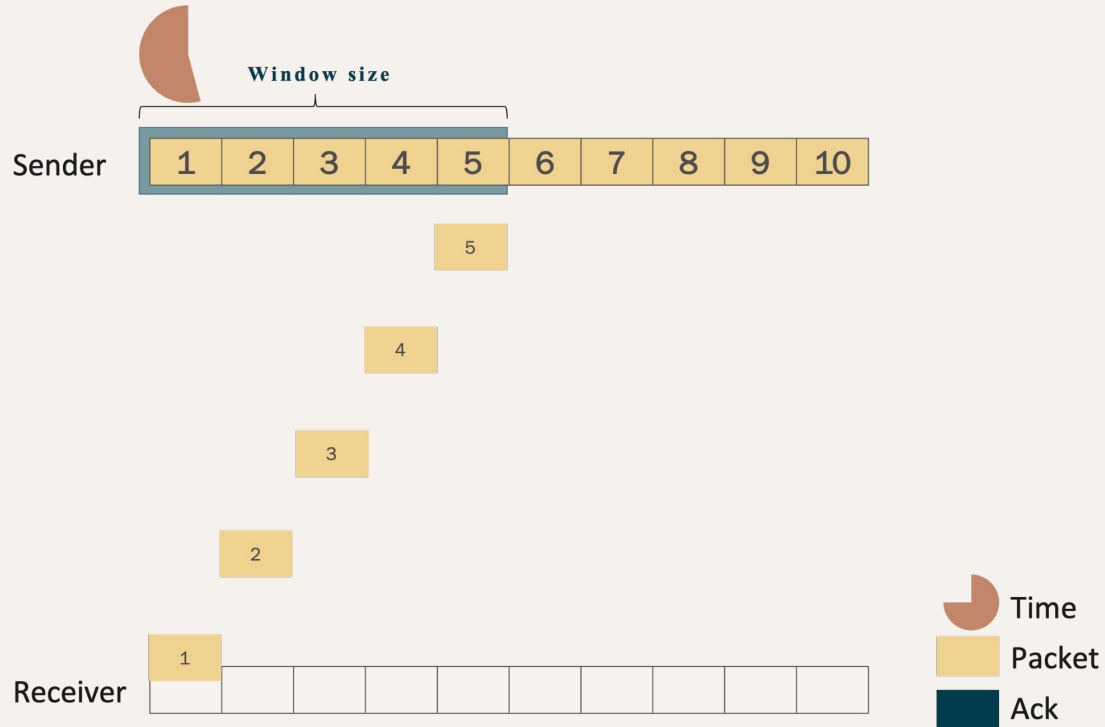 Window size
Sender 1 2 3 4 5 6 7 8 9 10
5
4
3
2
1
Receiver
Time
Packet
Ack